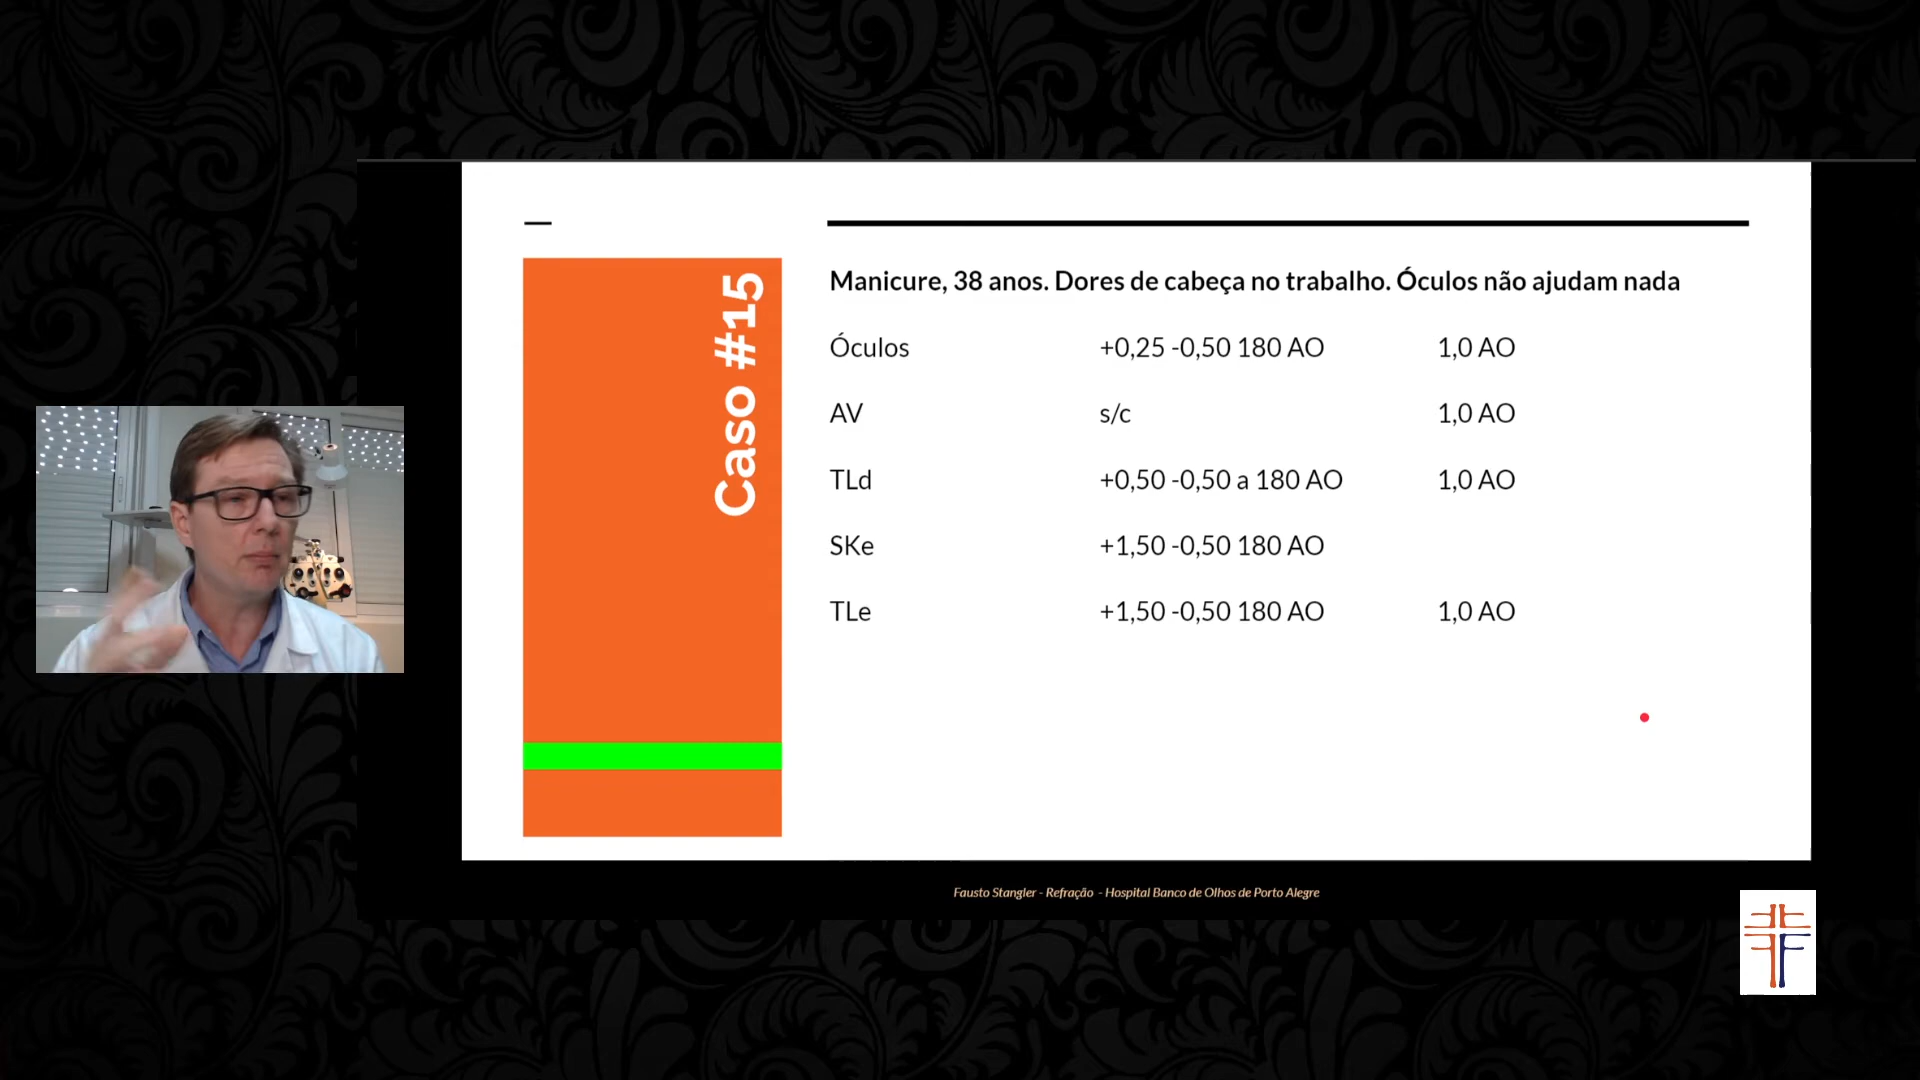 Caso #15
Manicure, 38 anos. Dores de cabeça no trabalho. Óculos não ajudam nada
Óculos +0,25 -0,50 180 AO 1,0 AO
AV s/c 1,0 AO
TLd +0,50 -0,50 a 180 AO 1,0 AO
SKe +1,50 -0,50 180 AO
TLe +1,50 -0,50 180 AO 1,0 AO
Fausto Stangler - Refração - Hospital Banco de Olhos de Porto Alegre